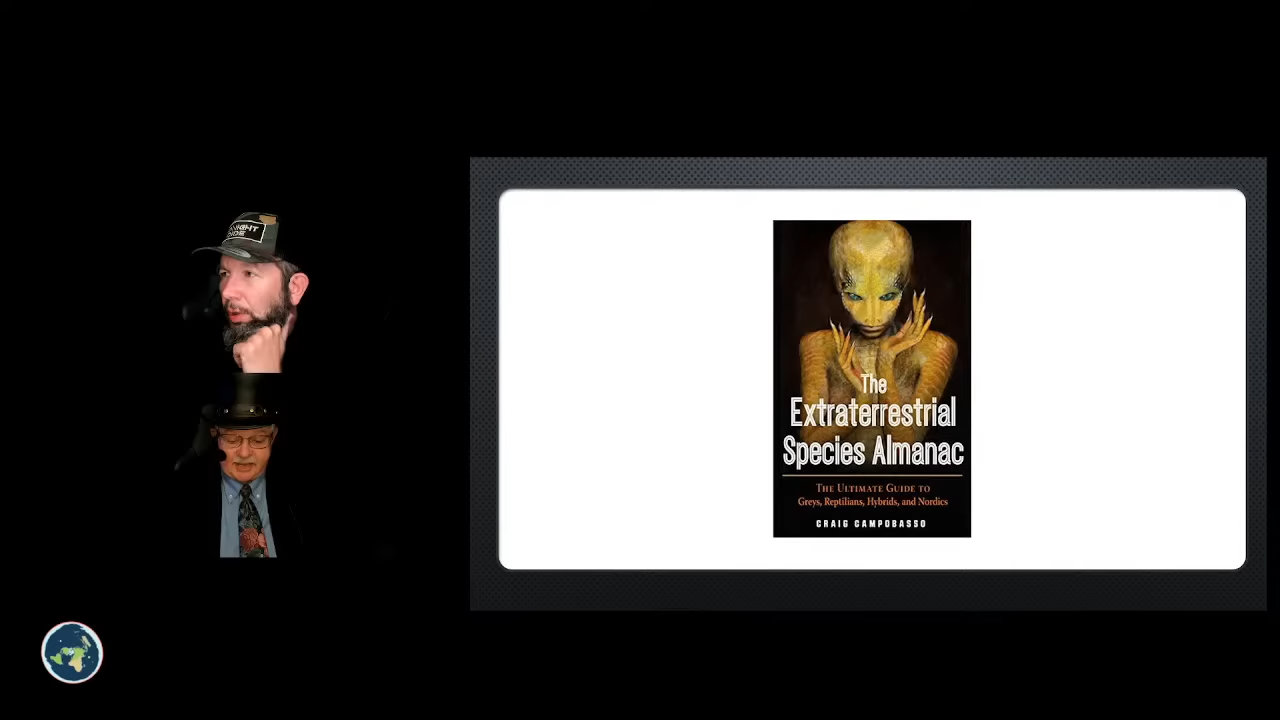 The
Extraterrestrial
Species Almanac
The Ultimate Guide to
Greys, Reptilians, Hybrids, and Nordics
CRAIG CAMPOBASSO